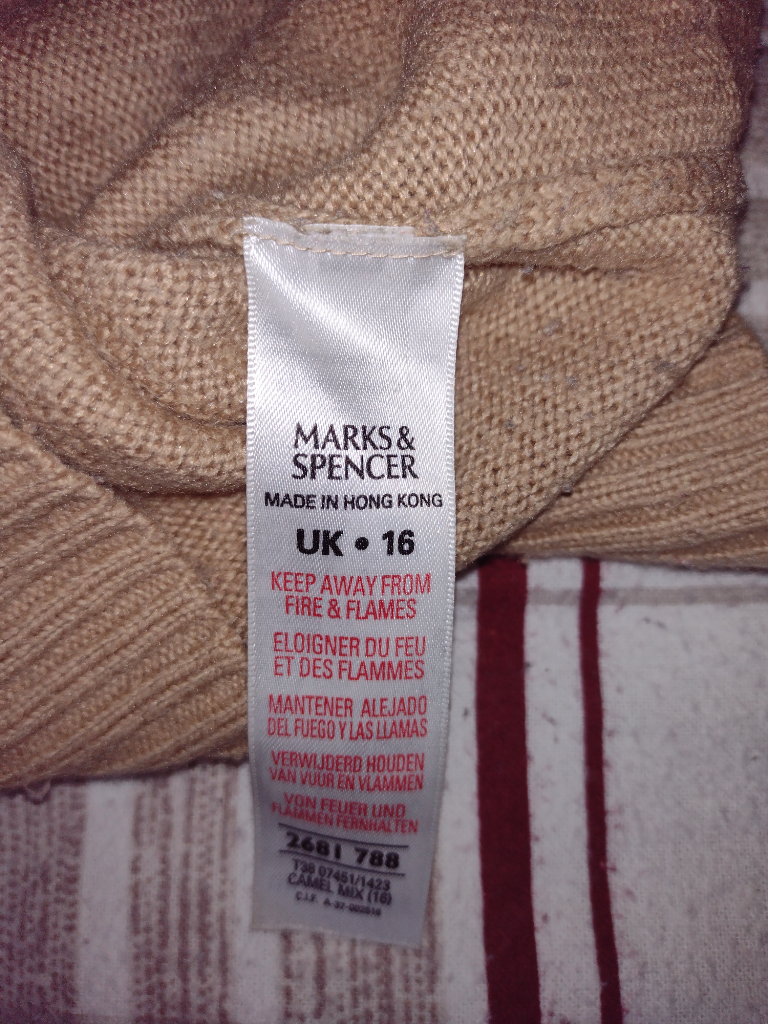 MARKS &
SPENCER
MADE IN HONG KONG
UK • 16
KEEP AWAY FROM
FIRE & FLAMES
ELOIGNER DU FEU
ET DES FLAMMES
MANTENER ALEJADO
DEL FUEGO Y LAS LLAMAS
VERWIJDERD HOUDEN
VAN VUUR EN VLAMMEN
VON FEUER UND
FLAMMEN FERNHALTEN
2681 788
T38 07451/1423
CAMEL MIX (16)
C.I.F.